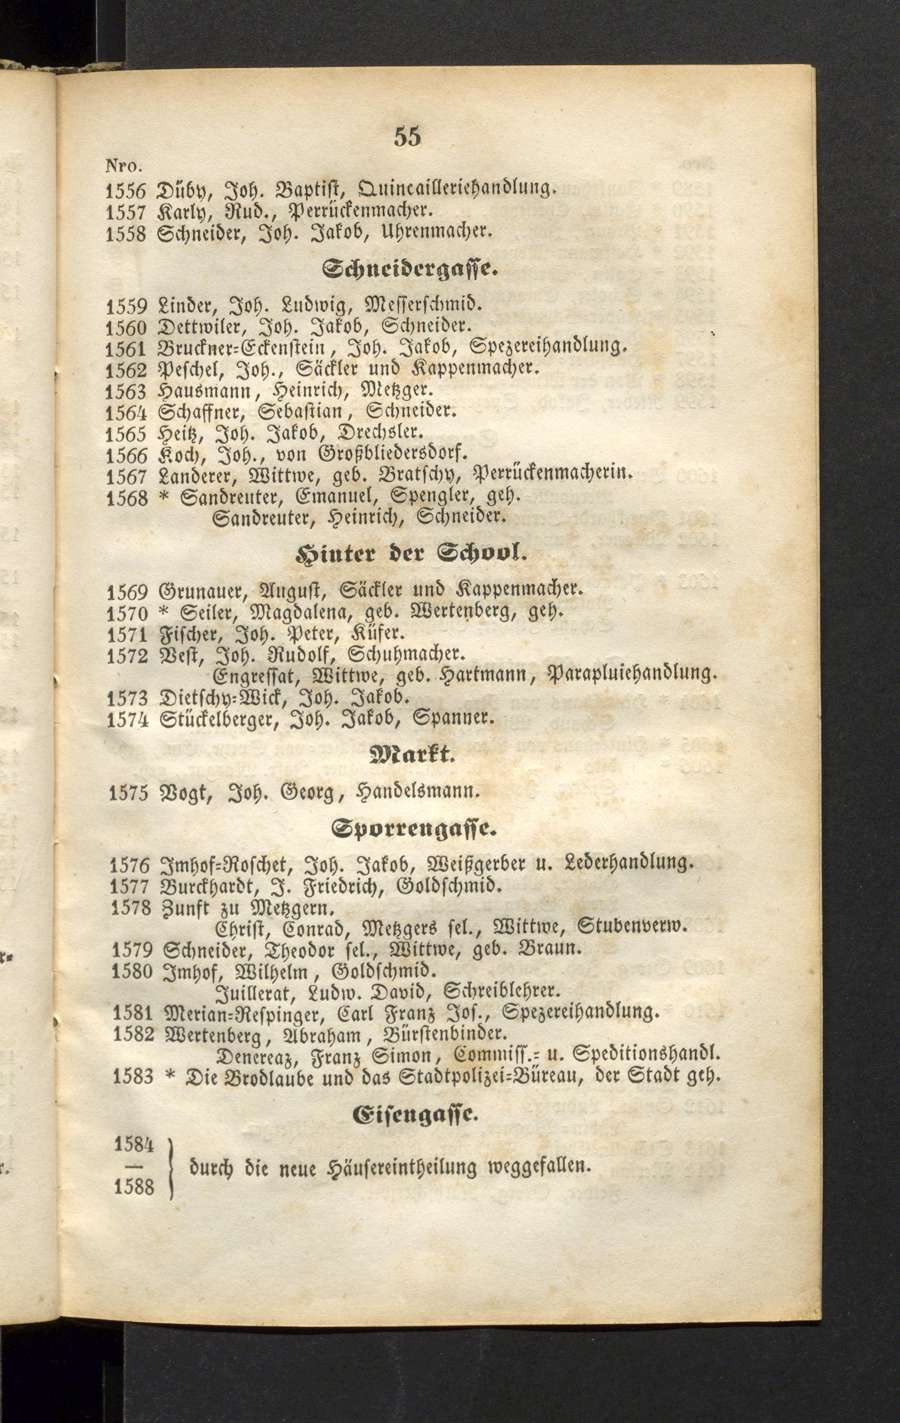 55
Nro.
1556 Düby, Joh. Baptist, Quincailleriehandlung.
1557 Karly, Rud., Perrückenmacher.
1558 Schneider, Joh. Jakob, Uhrenmacher.
Schneidergasse.
1559 Linder, Joh. Ludwig, Messerschmid.
1560 Dettwiler, Joh. Jakob, Schneider.
1561 Bruckner-Eckenstein, Joh. Jakob, Spezereihandlung.
1562 Peschel, Joh., Säckler und Kappenmacher.
1563 Hausmann, Heinrich, Metzger.
1564 Schaffner, Sebastian, Schneider.
1565 Heitz, Joh. Jakob, Drechsler.
1566 Koch, Joh., von Großbliedersdorf.
1567 Landerer, Wittwe, geb. Bratschy, Perrückenmacherin.
1568 * Sandreuter, Emanuel, Spengler, geh.
Sandreuter, Heinrich, Schneider.
Hinter der School.
1569 Grunauer, August, Säckler und Kappenmacher.
1570 * Seiler, Magdalena, geb. Wertenberg, geh.
1571 Fischer, Joh. Peter, Küfer.
1572 Vest, Joh. Rudolf, Schuhmacher.
Engressat, Wittwe, geb. Hartmann, Parapluiehandlung.
1573 Dietschy-Wick, Joh. Jakob.
1574 Stückelberger, Joh. Jakob, Spanner.
Markt.
1575 Vogt, Joh. Georg, Handelsmann.
Sporrengasse.
1576 Imhof-Roschet, Joh. Jakob, Weißgerber u. Lederhandlung.
1577 Burckhardt, J. Friedrich, Goldschmid.
1578 Zunft zu Metzgern.
Christ, Conrad, Metzgers sel., Wittwe, Stubenverw.
1579 Schneider, Theodor sel., Wittwe, geb. Braun.
1580 Imhof, Wilhelm, Goldschmid.
Juillerat, Ludw. David, Schreiblehrer.
1581 Merian-Respinger, Carl Franz Jos., Spezereihandlung.
1582 Wertenberg, Abraham, Bürstenbinder.
Denereaz, Franz Simon, Commiss.- u. Speditionshandl.
1583 * Die Brodlaube und das Stadtpolizei-Büreau, der Stadt geh.
Eisengasse.
1584
— } durch die neue Häusereintheilung weggefallen.
1588